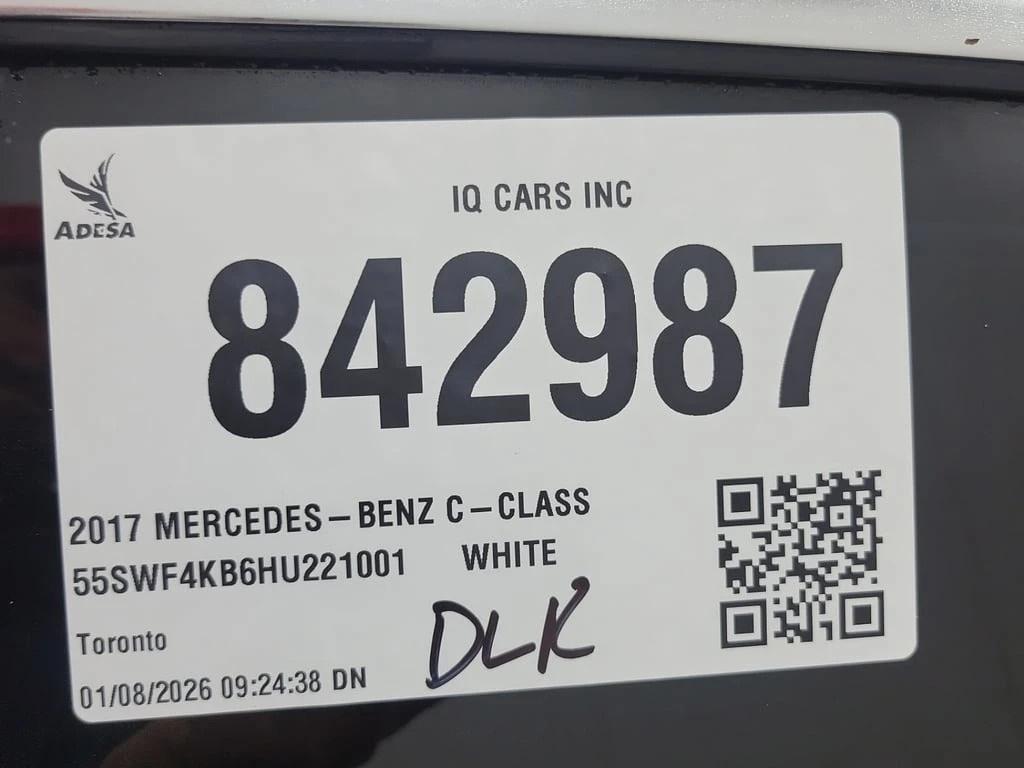 ADESA
IQ CARS INC
842987
2017 MERCEDES-BENZ C-CLASS
55SWF4KB6HU221001 WHITE
DLK
Toronto
01/08/2026 09:24:38 DN